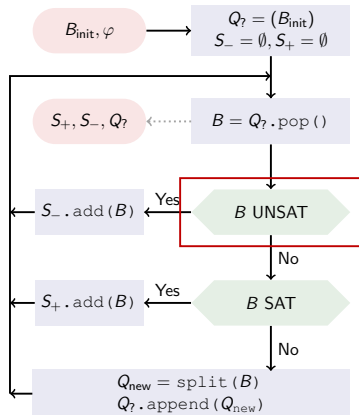 B_init, φ
Q_? = (B_init)
S_− = ∅, S_+ = ∅
S_+, S_−, Q_?
B = Q_?.pop()
S_−.add(B)
Yes
B UNSAT
No
S_+.add(B)
Yes
B SAT
No
Q_new = split(B)
Q_?.append(Q_new)